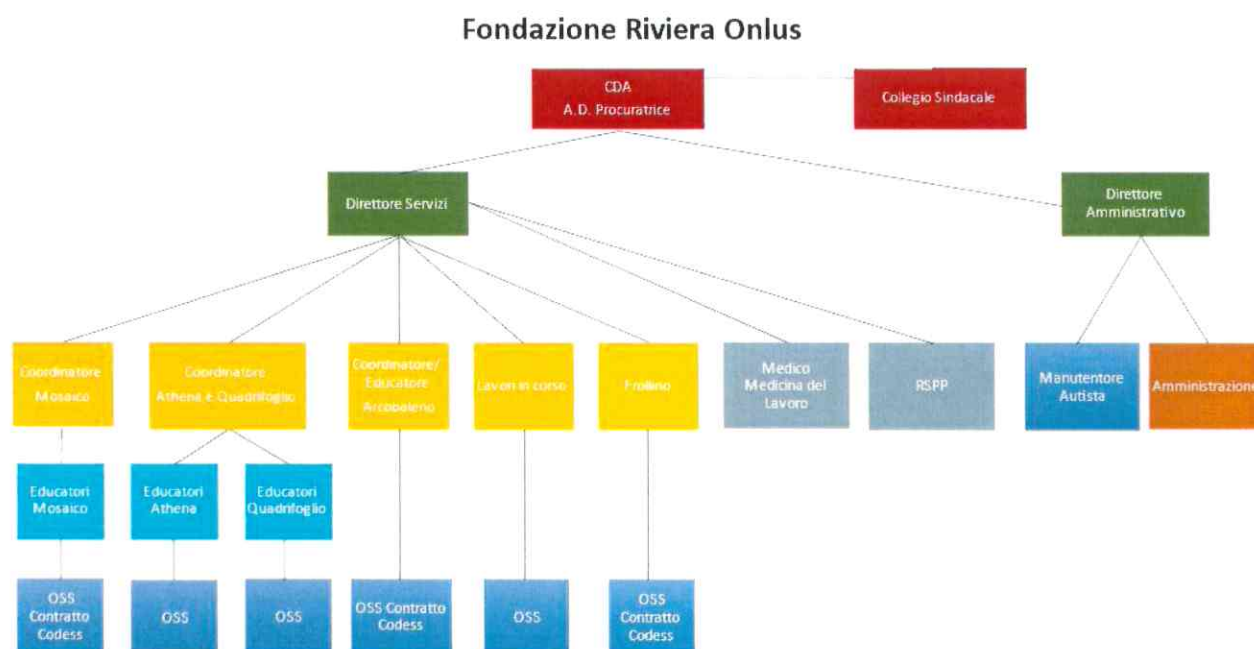 Fondazione Riviera Onlus
CDA
A.D. Procuratrice
Collegio Sindacale
Direttore Servizi
Direttore
Amministrativo
Coordinatore
Mosaico
Coordinatore
Athena e Quadrifoglio
Coordinatore/
Educatore
Arcobaleno
Lavori in corso
Frollino
Medico
Medicina del
Lavoro
RSPP
Manutentore
Autista
Amministrazione
Educatori
Mosaico
Educatori
Athena
Educatori
Quadrifoglio
OSS
Contratto
Codess
OSS
OSS
OSS Contratto
Codess
OSS
OSS
Contratto
Codess